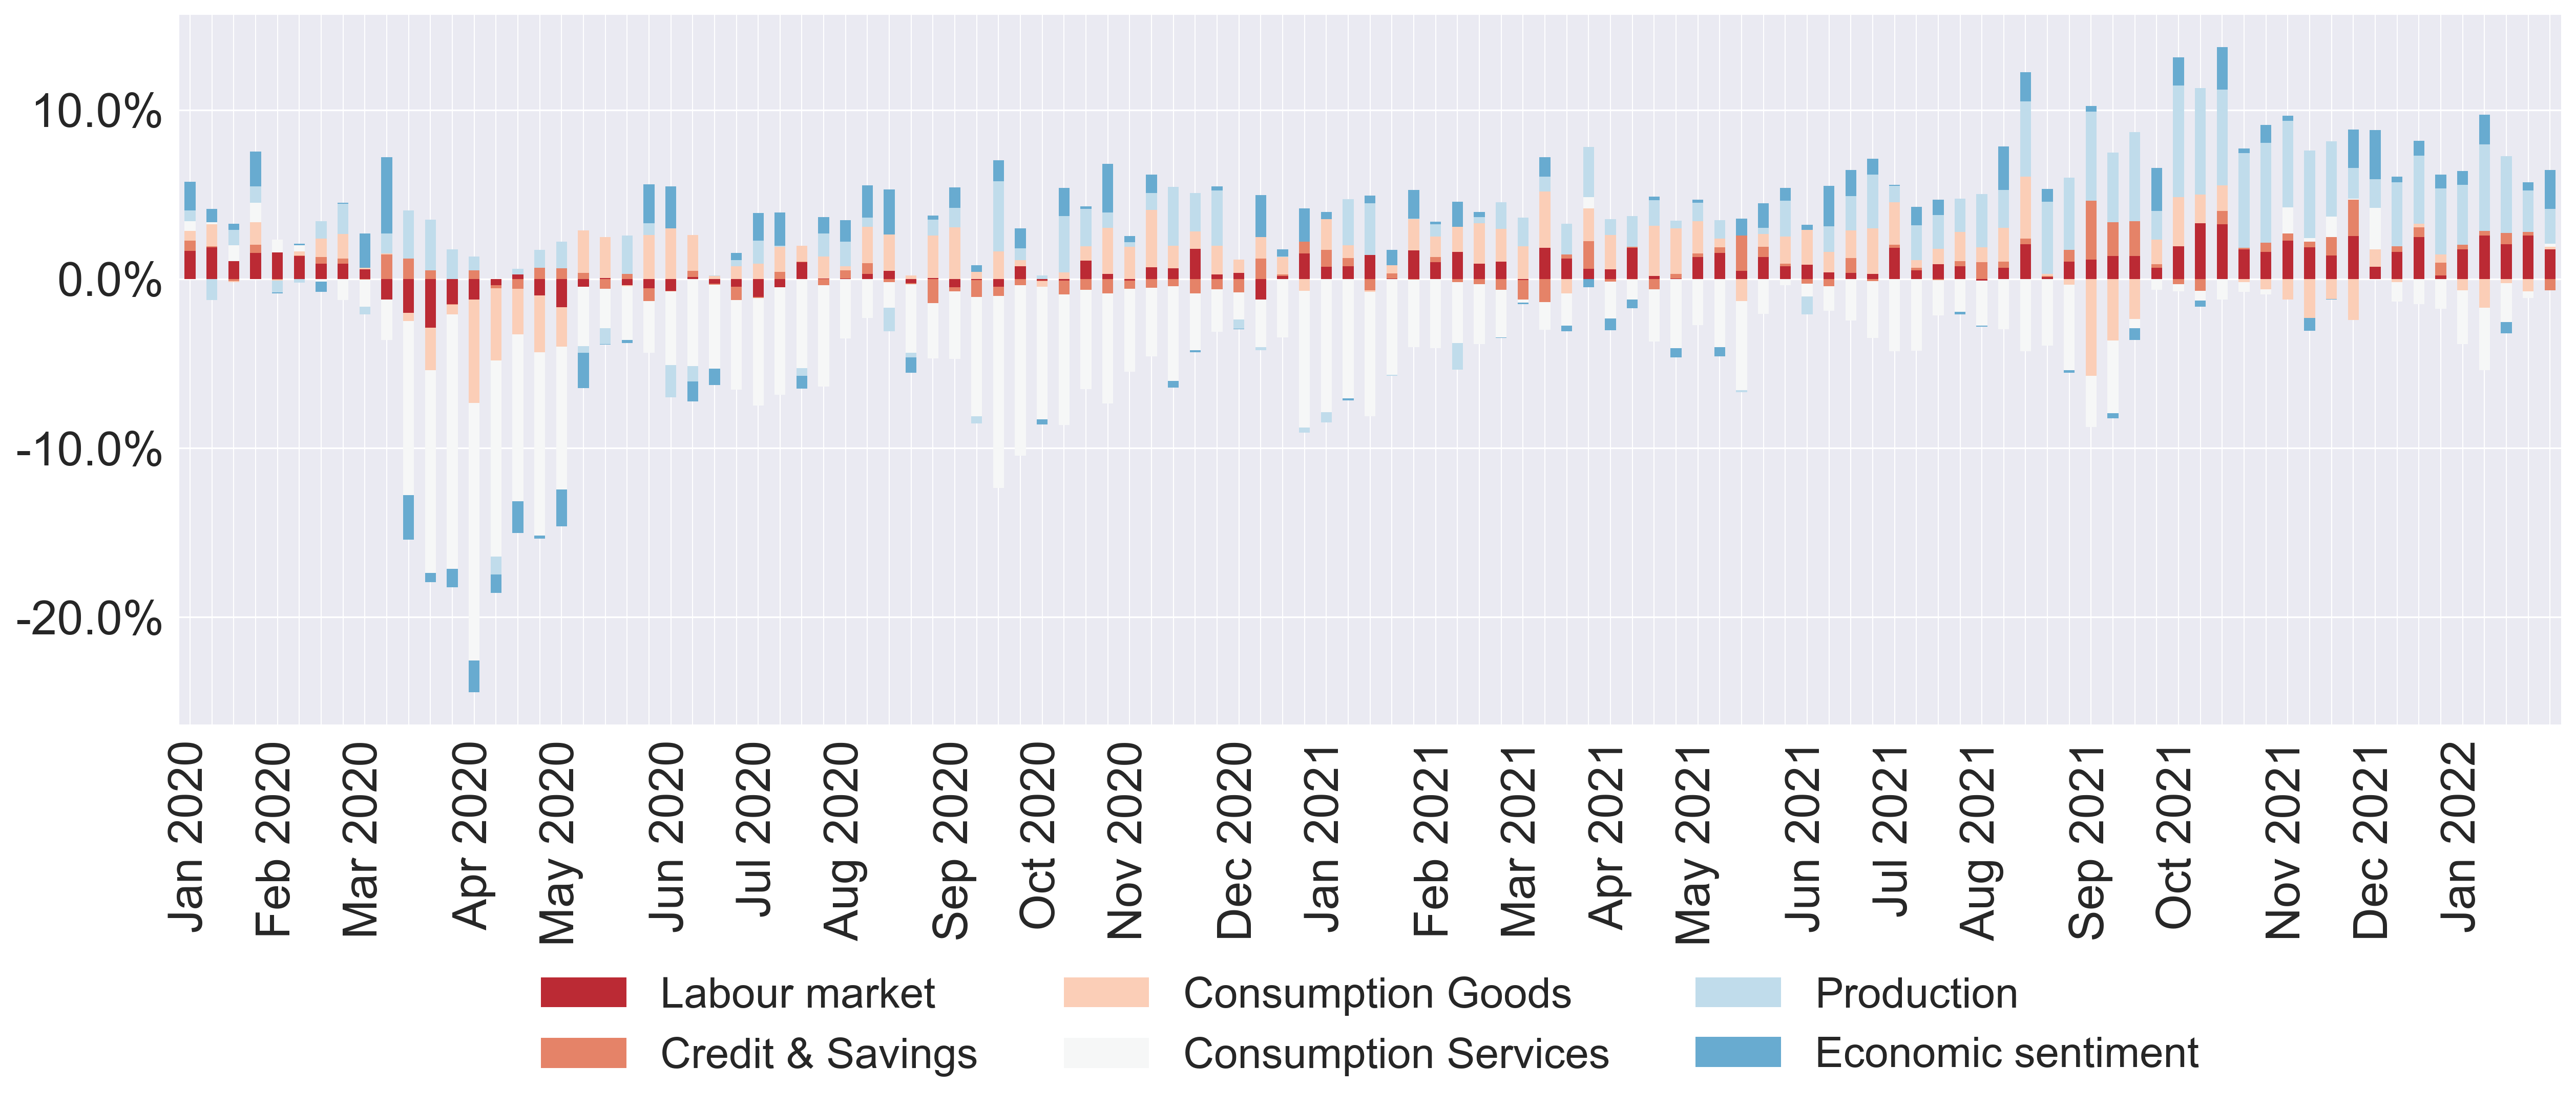 10.0%
0.0%
-10.0%
-20.0%
Jan 2020
Feb 2020
Mar 2020
Apr 2020
May 2020
Jun 2020
Jul 2020
Aug 2020
Sep 2020
Oct 2020
Nov 2020
Dec 2020
Jan 2021
Feb 2021
Mar 2021
Apr 2021
May 2021
Jun 2021
Jul 2021
Aug 2021
Sep 2021
Oct 2021
Nov 2021
Dec 2021
Jan 2022
Labour market
Consumption Goods
Production
Credit & Savings
Consumption Services
Economic sentiment